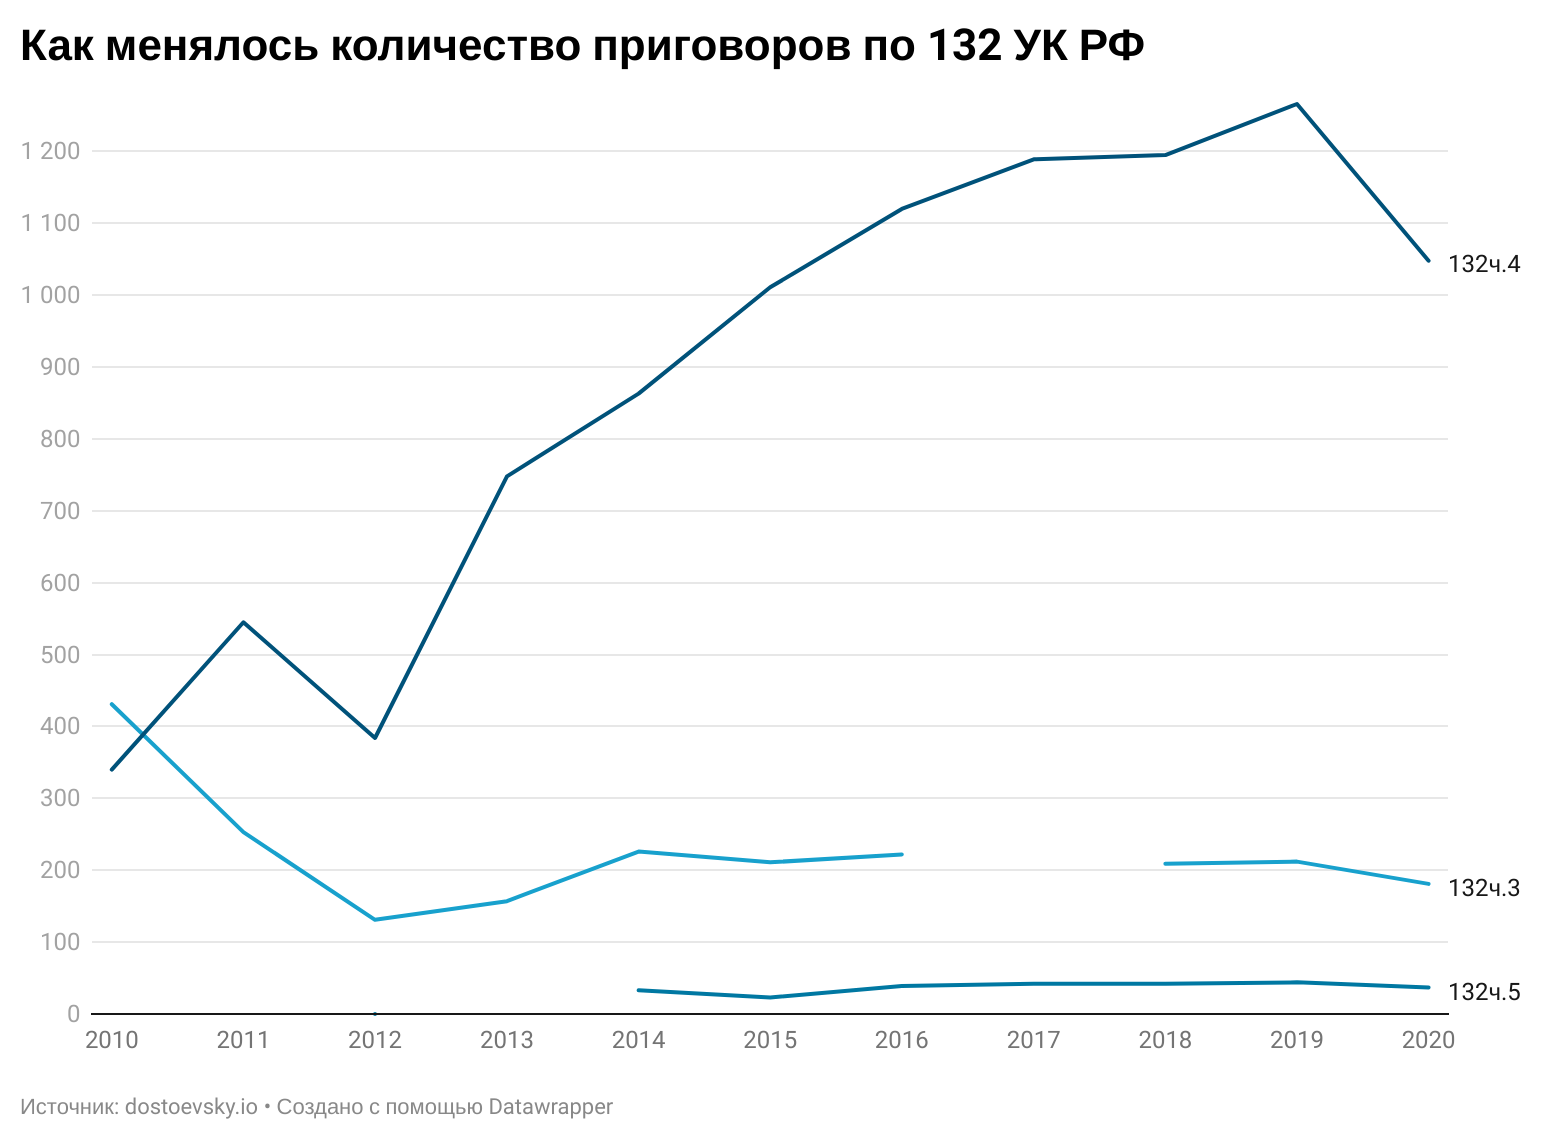 Как менялось количество приговоров по 132 УК РФ
1 200
1 100
1 000
132ч.4
900
800
700
600
500
400
300
200
132ч.3
100
132ч.5
0
2010 2011 2012 2013 2014 2015 2016 2017 2018 2019 2020
Источник: dostoevsky.io • Создано с помощью Datawrapper